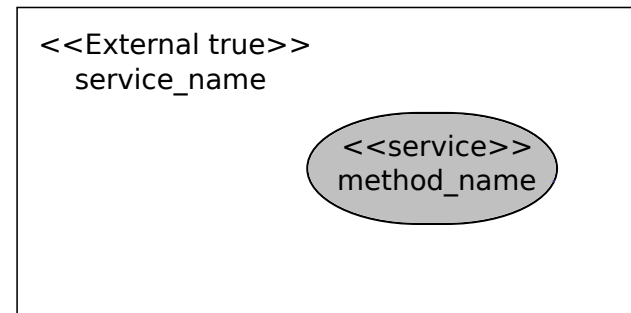 <<External true>>
service_name
<<service>>
method_name